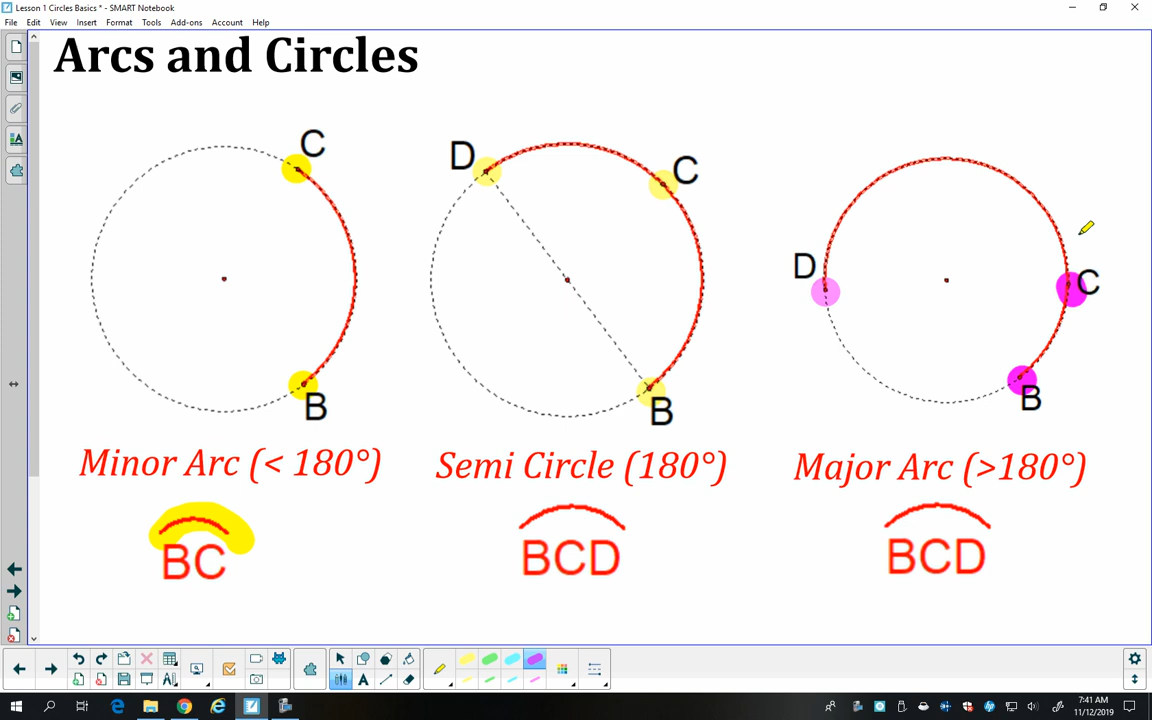 Lesson 1 Circles Basics * - SMART Notebook
File Edit View Insert Format Tools Add-ons Account Help
Arcs and Circles
C
B
D
C
B
D
C
B
Minor Arc (< 180°)
Semi Circle (180°)
Major Arc (>180°)
BC
BCD
BCD
7:41 AM
11/12/2019